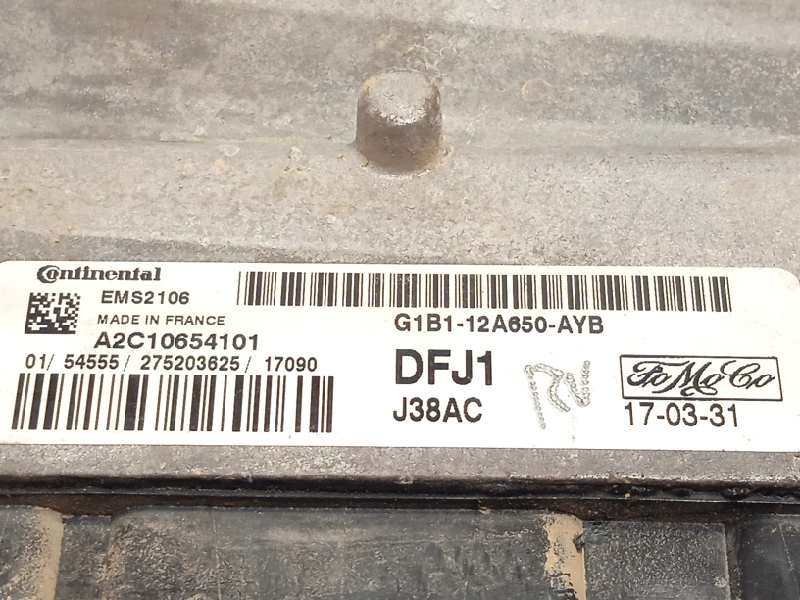 Continental
EMS2106
MADE IN FRANCE
A2C10654101
01/ 54555/ 275203625/ 17090
G1B1-12A650-AYB
DFJ1
J38AC
FoMoCo
17-03-31